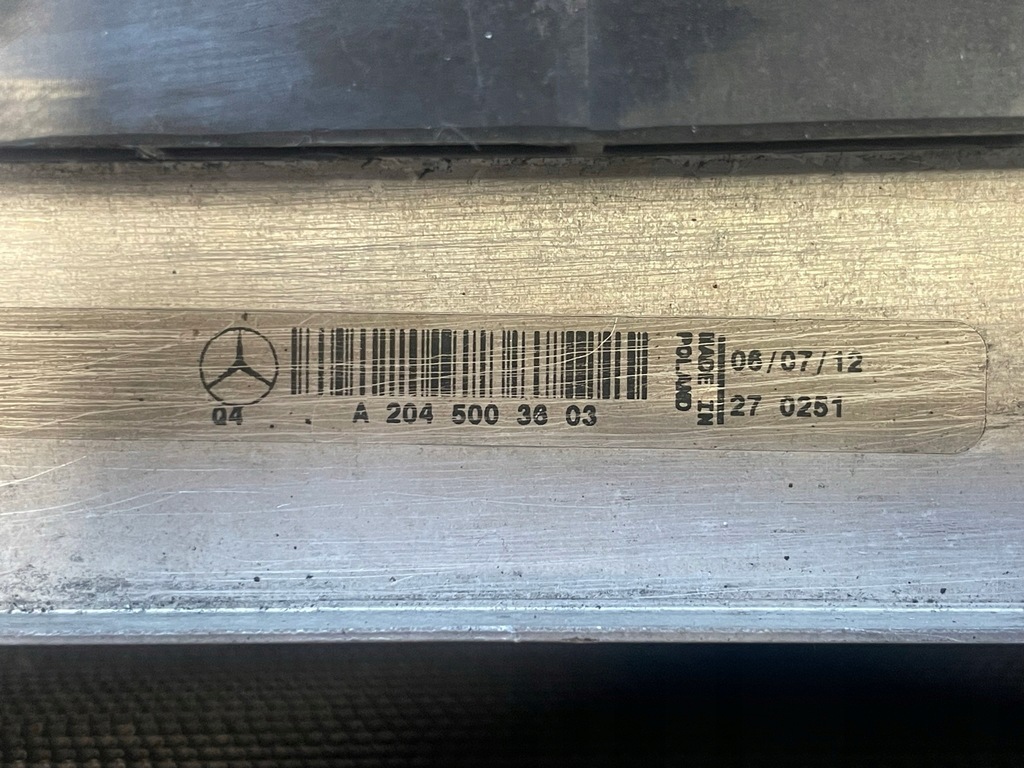 Q4
A 204 500 36 03
MADE IN
POLAND
06/07/12
27 0251